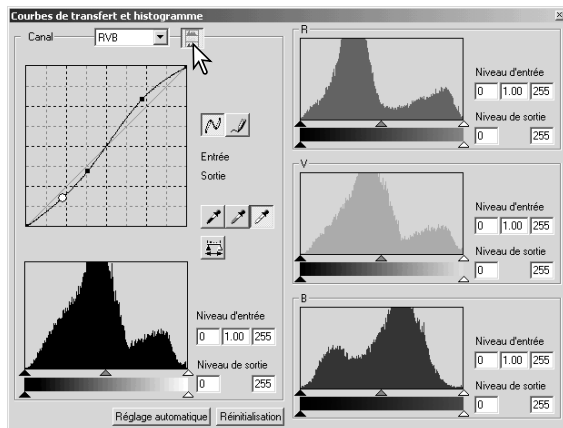 Courbes de transfert et histogramme
Canal RVB
Entrée
Sortie
Niveau d'entrée
0 1.00 255
Niveau de sortie
0 255
Réglage automatique Réinitialisation
R
Niveau d'entrée
0 1.00 255
Niveau de sortie
0 255
V
Niveau d'entrée
0 1.00 255
Niveau de sortie
0 255
B
Niveau d'entrée
0 1.00 255
Niveau de sortie
0 255